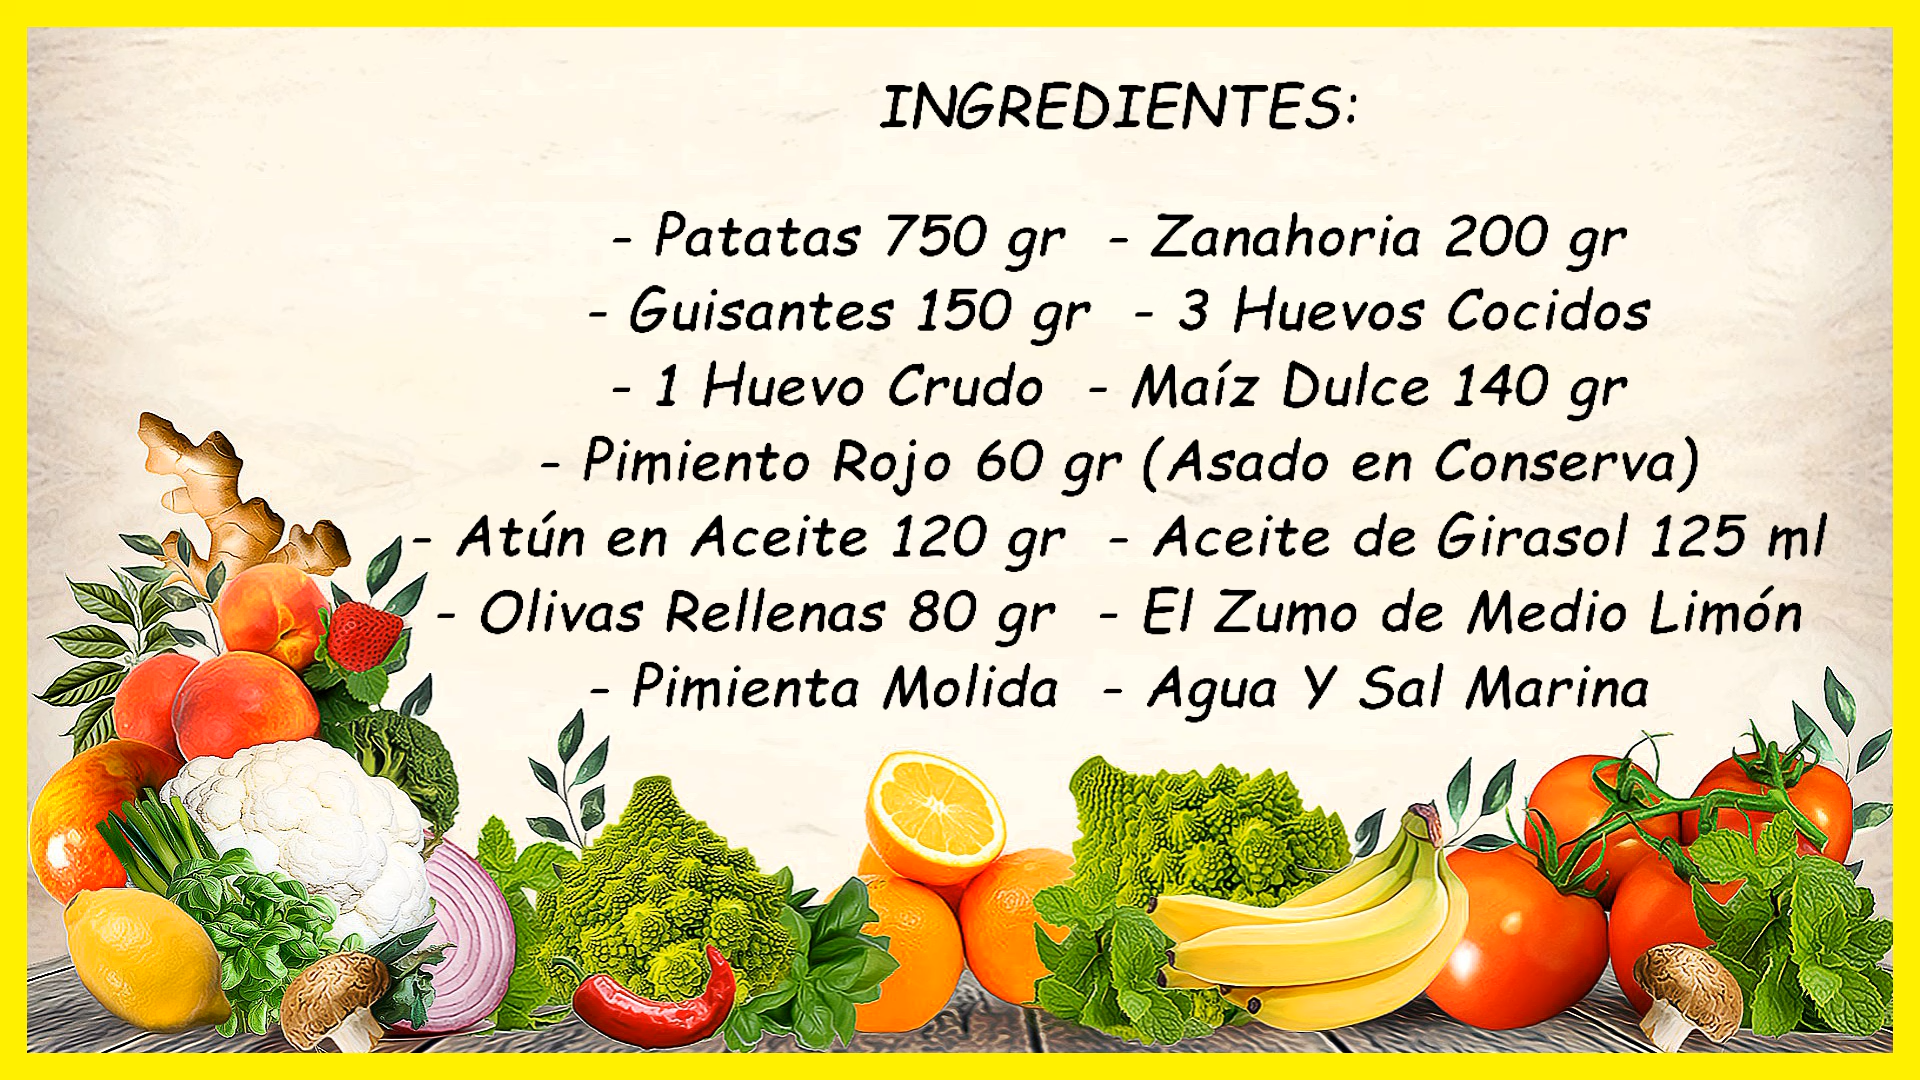 INGREDIENTES:
- Patatas 750 gr - Zanahoria 200 gr
- Guisantes 150 gr - 3 Huevos Cocidos
- 1 Huevo Crudo - Maíz Dulce 140 gr
- Pimiento Rojo 60 gr (Asado en Conserva)
- Atún en Aceite 120 gr - Aceite de Girasol 125 ml
- Olivas Rellenas 80 gr - El Zumo de Medio Limón
- Pimienta Molida - Agua Y Sal Marina